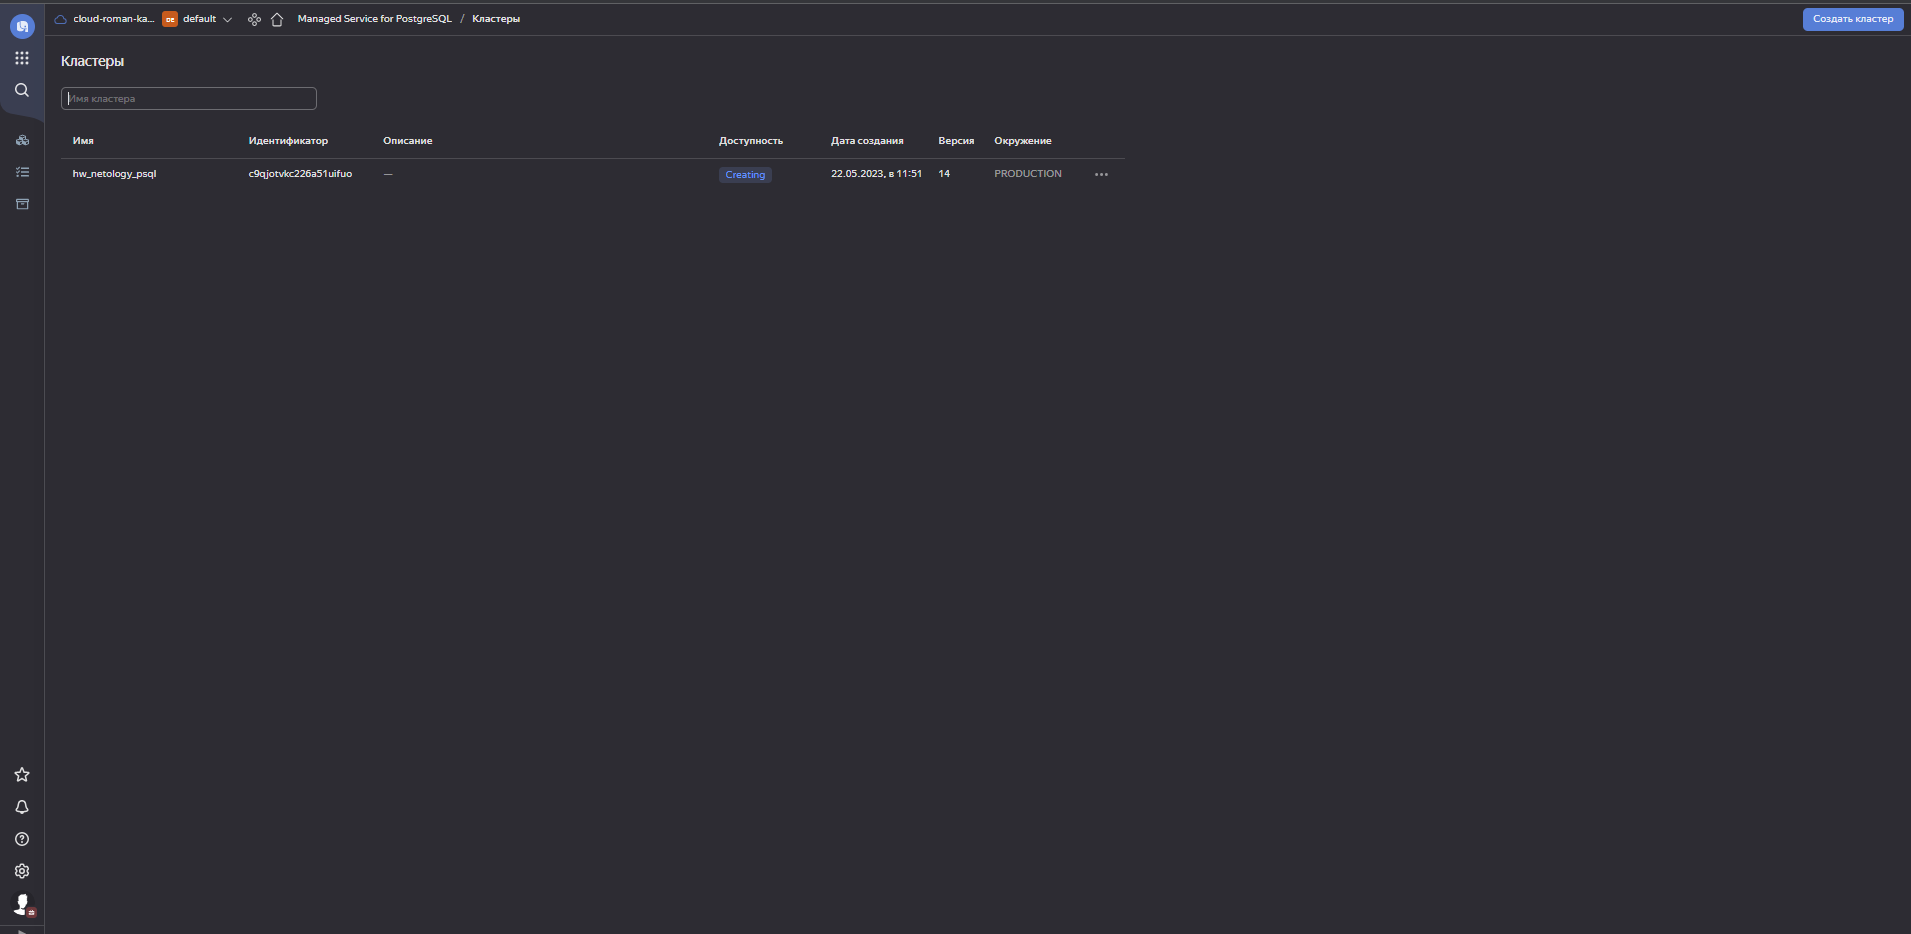 cloud-roman-ka... DE default Managed Service for PostgreSQL / Кластеры Создать кластер
Кластеры
Имя кластера
Имя Идентификатор Описание Доступность Дата создания Версия Окружение
hw_netology_psql c9qjotvkc226a51uifuo — Creating 22.05.2023, в 11:51 14 PRODUCTION